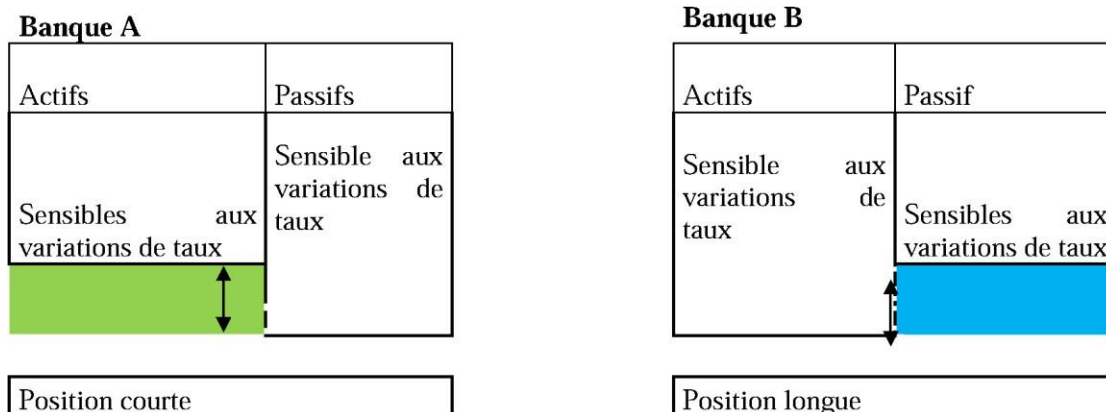 Banque A
Actifs
Passifs
Sensibles aux
variations de taux
Sensible aux
variations de
taux
Position courte
Banque B
Actifs
Passif
Sensible aux
variations de
taux
Sensibles aux
variations de taux
Position longue